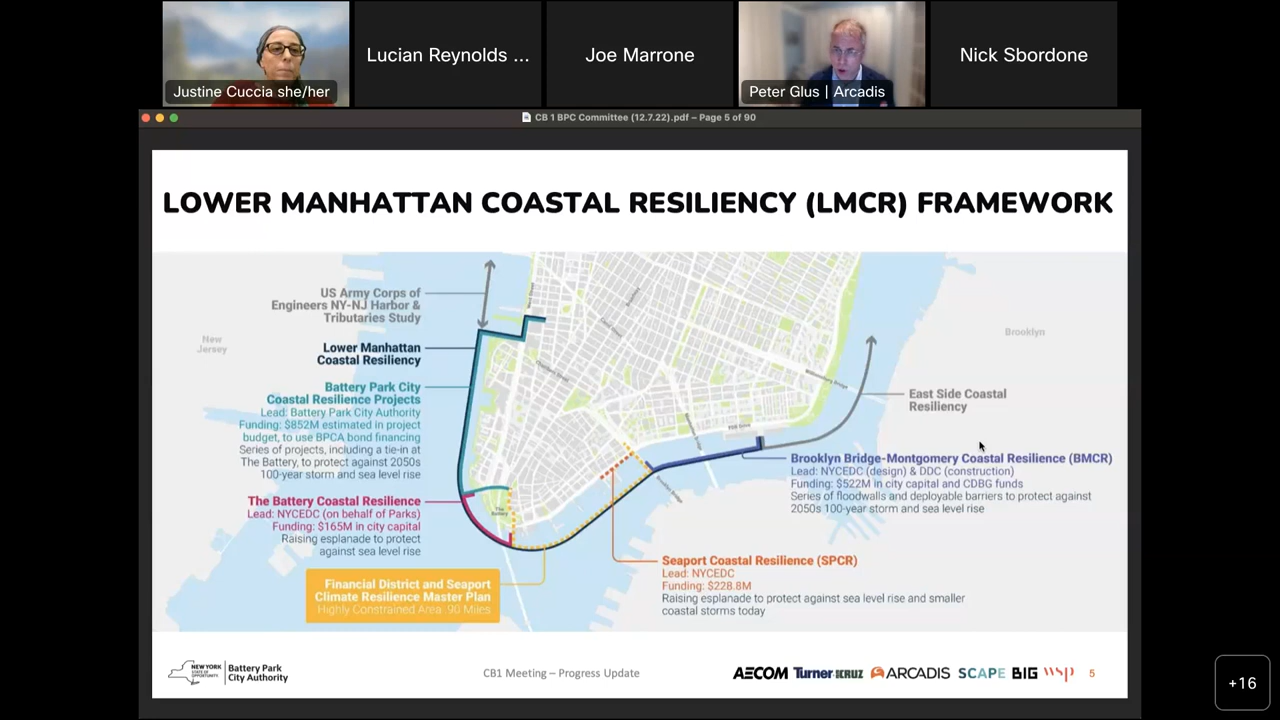 Justine Cuccia she/her
Lucian Reynolds ...
Joe Marrone
Peter Glus | Arcadis
Nick Sbordone
CB 1 BPC Committee (12.7.22).pdf – Page 5 of 90
LOWER MANHATTAN COASTAL RESILIENCY (LMCR) FRAMEWORK
US Army Corps of
Engineers NY-NJ Harbor &
Tributaries Study
New
Jersey
Brooklyn
Lower Manhattan
Coastal Resiliency
Battery Park City
Coastal Resilience Projects
Lead: Battery Park City Authority
Funding: $852M estimated in project
budget, to use BPCA bond financing
Series of projects, including a tie-in at
The Battery, to protect against 2050s
100-year storm and sea level rise
The Battery Coastal Resilience
Lead: NYCEDC (on behalf of Parks)
Funding: $165M in city capital
Raising esplanade to protect
against sea level rise
Financial District and Seaport
Climate Resilience Master Plan
Highly Constrained Area: .90 Miles
The
Battery
East Side Coastal
Resiliency
Brooklyn Bridge-Montgomery Coastal Resilience (BMCR)
Lead: NYCEDC (design) & DDC (construction)
Funding: $522M in city capital and CDBG funds
Series of floodwalls and deployable barriers to protect against
2050s 100-year storm and sea level rise
Seaport Coastal Resilience (SPCR)
Lead: NYCEDC
Funding: $228.8M
Raising esplanade to protect against sea level rise and smaller
coastal storms today
NEW YORK
STATE OF
OPPORTUNITY
Battery Park
City Authority
CB1 Meeting – Progress Update
AECOM Turner KRUZ ARCADIS SCAPE BIG wsp 5
+16